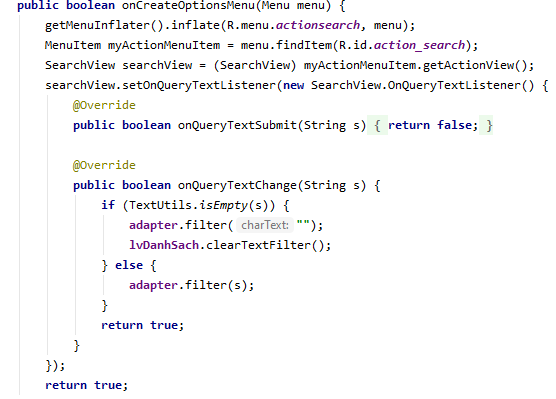 public boolean onCreateOptionsMenu(Menu menu) {
    getMenuInflater().inflate(R.menu.actionsearch, menu);
    MenuItem myActionMenuItem = menu.findItem(R.id.action_search);
    SearchView searchView = (SearchView) myActionMenuItem.getActionView();
    searchView.setOnQueryTextListener(new SearchView.OnQueryTextListener() {
        @Override
        public boolean onQueryTextSubmit(String s) { return false; }

        @Override
        public boolean onQueryTextChange(String s) {
            if (TextUtils.isEmpty(s)) {
                adapter.filter( charText: "");
                lvDanhSach.clearTextFilter();
            } else {
                adapter.filter(s);
            }
            return true;
        }
    });
    return true;